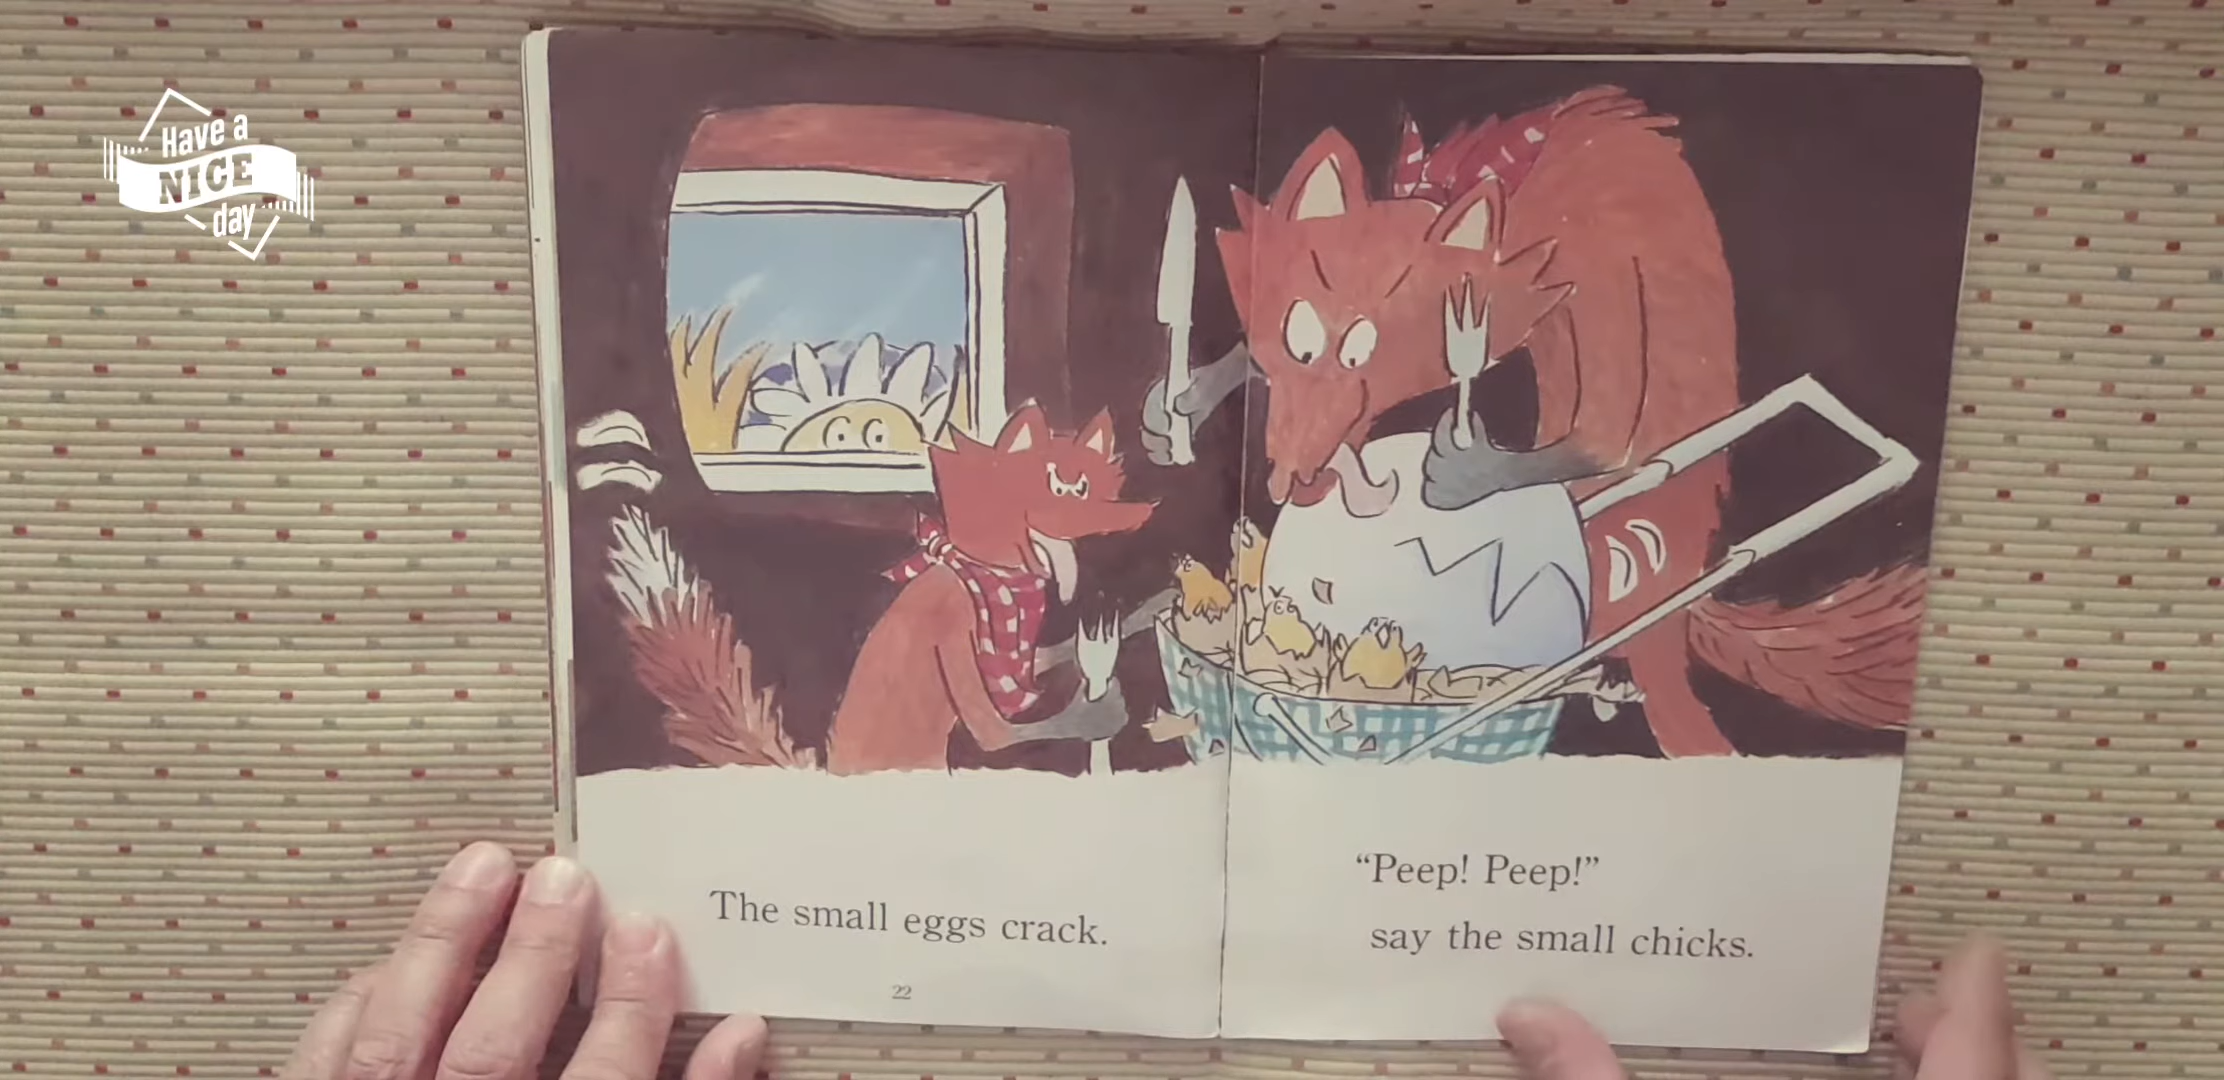 Have a
NICE
day
The small eggs crack.
22
“Peep! Peep!”
say the small chicks.